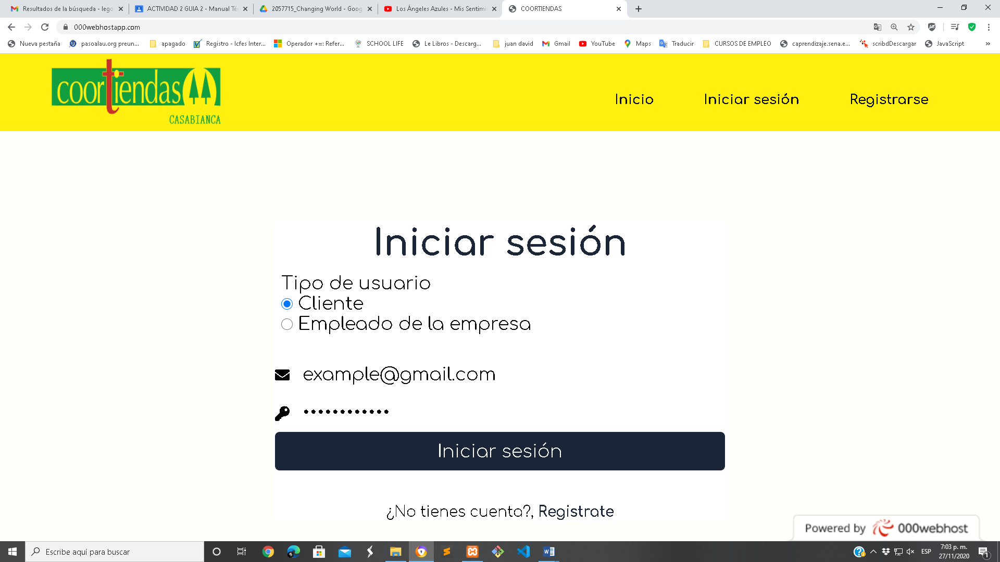 Resultados de la búsqueda - lego
ACTIVIDAD 2 GUIA 2 - Manual Té
2057715_Changing World - Goog
Los Ángeles Azules - Mis Sentimi
COORTIENDAS
000webhostapp.com
Nueva pestaña
pasoalau.org preun...
apagado
Registro - Icfes Inter...
Operador +=: Refer...
SCHOOL LIFE
Le Libros - Descarg...
juan david
Gmail
YouTube
Maps
Traducir
CURSOS DE EMPLEO
caprendizaje.sena.e...
scribdDescargar
JavaScript
»
coortiendas
CASABIANCA
Inicio
Iniciar sesión
Registrarse
Iniciar sesión
Tipo de usuario
Cliente
Empleado de la empresa
example@gmail.com
••••••••••••
Iniciar sesión
¿No tienes cuenta?, Registrate
Powered by 000webhost
Escribe aquí para buscar
ESP
7:03 p. m.
27/11/2020
1